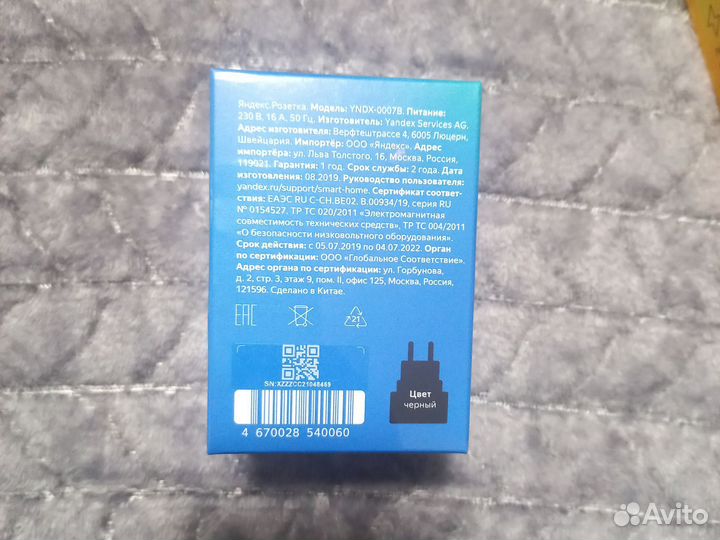 Яндекс.Розетка. Модель: YNDX-0007B. Питание:
230 В, 16 А, 50 Гц. Изготовитель: Yandex Services AG.
Адрес изготовителя: Верфтештрассе 4, 6005 Люцерн,
Швейцария. Импортёр: ООО «Яндекс». Адрес
импортёра: ул. Льва Толстого, 16, Москва, Россия,
119021. Гарантия: 1 год. Срок службы: 2 года. Дата
изготовления: 08.2019. Руководство пользователя:
yandex.ru/support/smart-home. Сертификат соответ-
ствия: ЕАЭС RU С-CH.BE02. B.00934/19, серия RU
№ 0154527. ТР ТС 020/2011 «Электромагнитная
совместимость технических средств», ТР ТС 004/2011
«О безопасности низковольтного оборудования».
Срок действия: с 05.07.2019 по 04.07.2022. Орган
по сертификации: ООО «Глобальное Соответствие».
Адрес органа по сертификации: ул. Горбунова,
д. 2, стр. 3, этаж 9, пом. II, офис 125, Москва, Россия,
121596. Сделано в Китае.
EAC
21
S/N:XZZZCC21048469
Цвет
черный
4 670028 540060
Avito